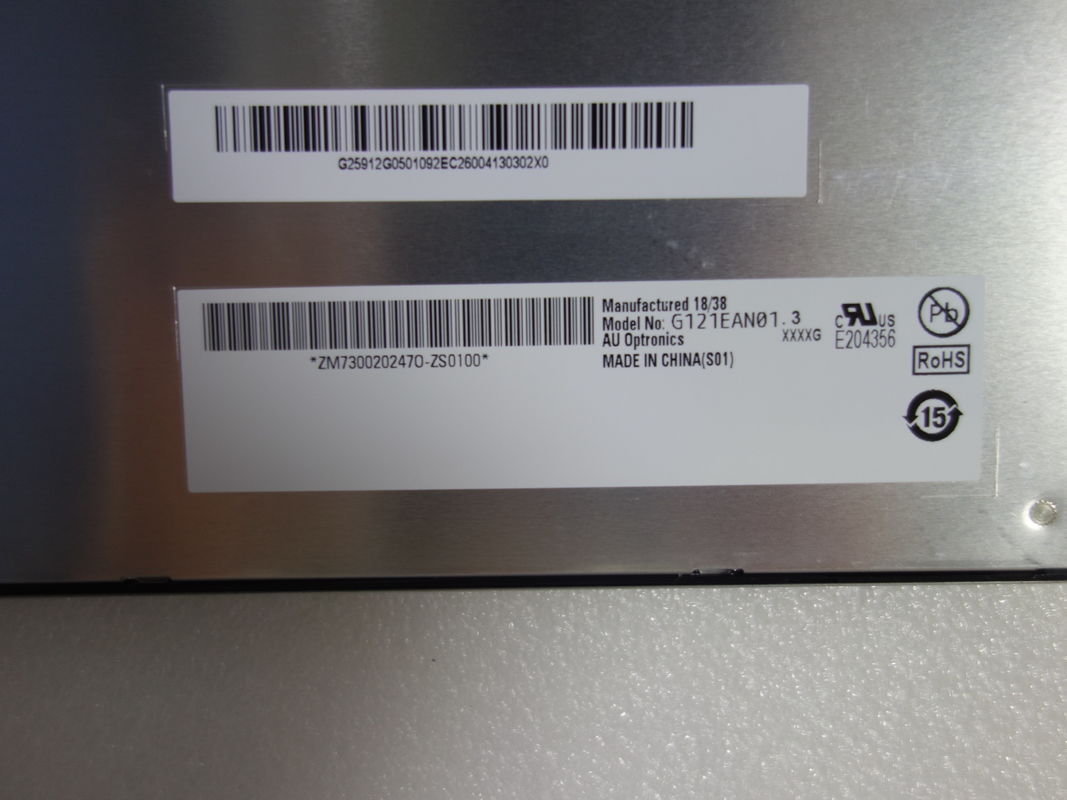 G25912G0501092EC26004130302X0
Manufactured 18/38
Model No: G121EAN01.3
AU Optronics XXXXG
MADE IN CHINA(S01)
*ZM7300202470-ZS0100*
c RU US
E204356
Pb
RoHS
15